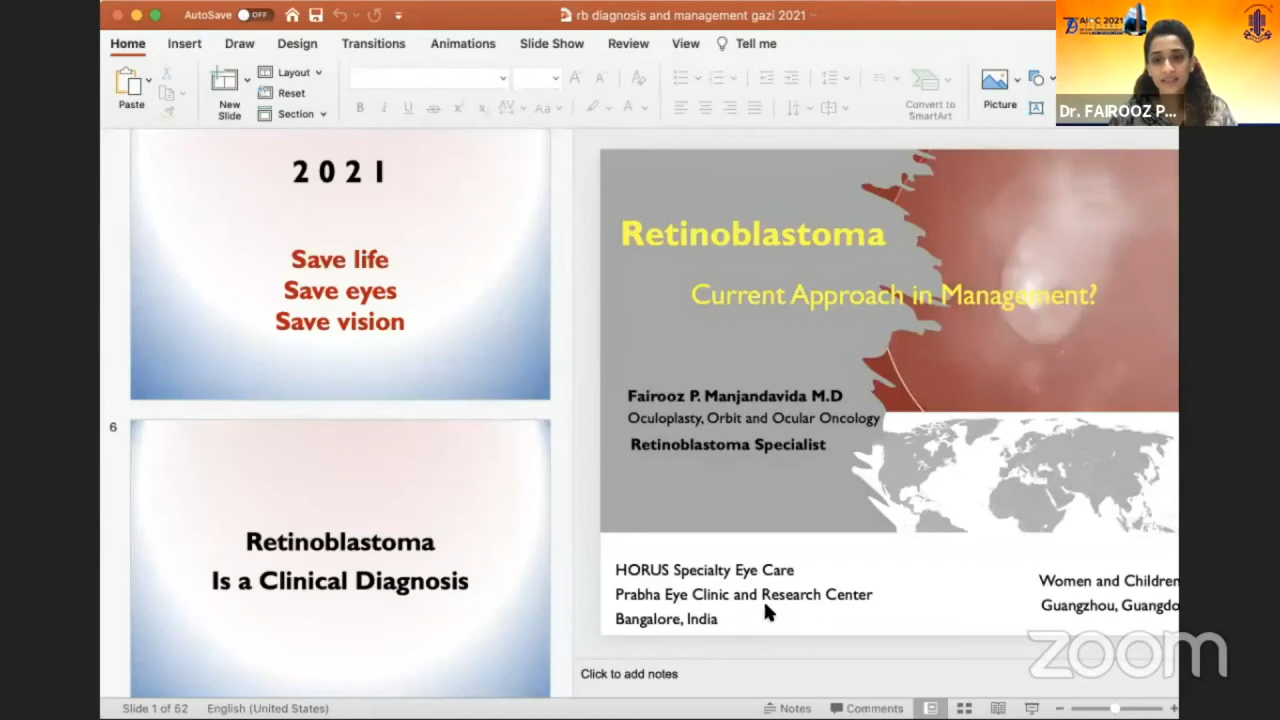 AutoSave OFF
rb diagnosis and management gazi 2021
Home Insert Draw Design Transitions Animations Slide Show Review View Tell me
Paste
New
Slide
Layout
Reset
Section
Convert to
SmartArt
Picture
AIOC 2021
Dr. FAIROOZ P...
2 0 2 1
Save life
Save eyes
Save vision
6
Retinoblastoma
Is a Clinical Diagnosis
Retinoblastoma
Current Approach in Management?
Fairooz P. Manjandavida M.D
Oculoplasty, Orbit and Ocular Oncology
Retinoblastoma Specialist
HORUS Specialty Eye Care
Prabha Eye Clinic and Research Center
Bangalore, India
Women and Children
Guangzhou, Guangdo
Click to add notes
zoom
Slide 1 of 52 English (United States) Notes Comments